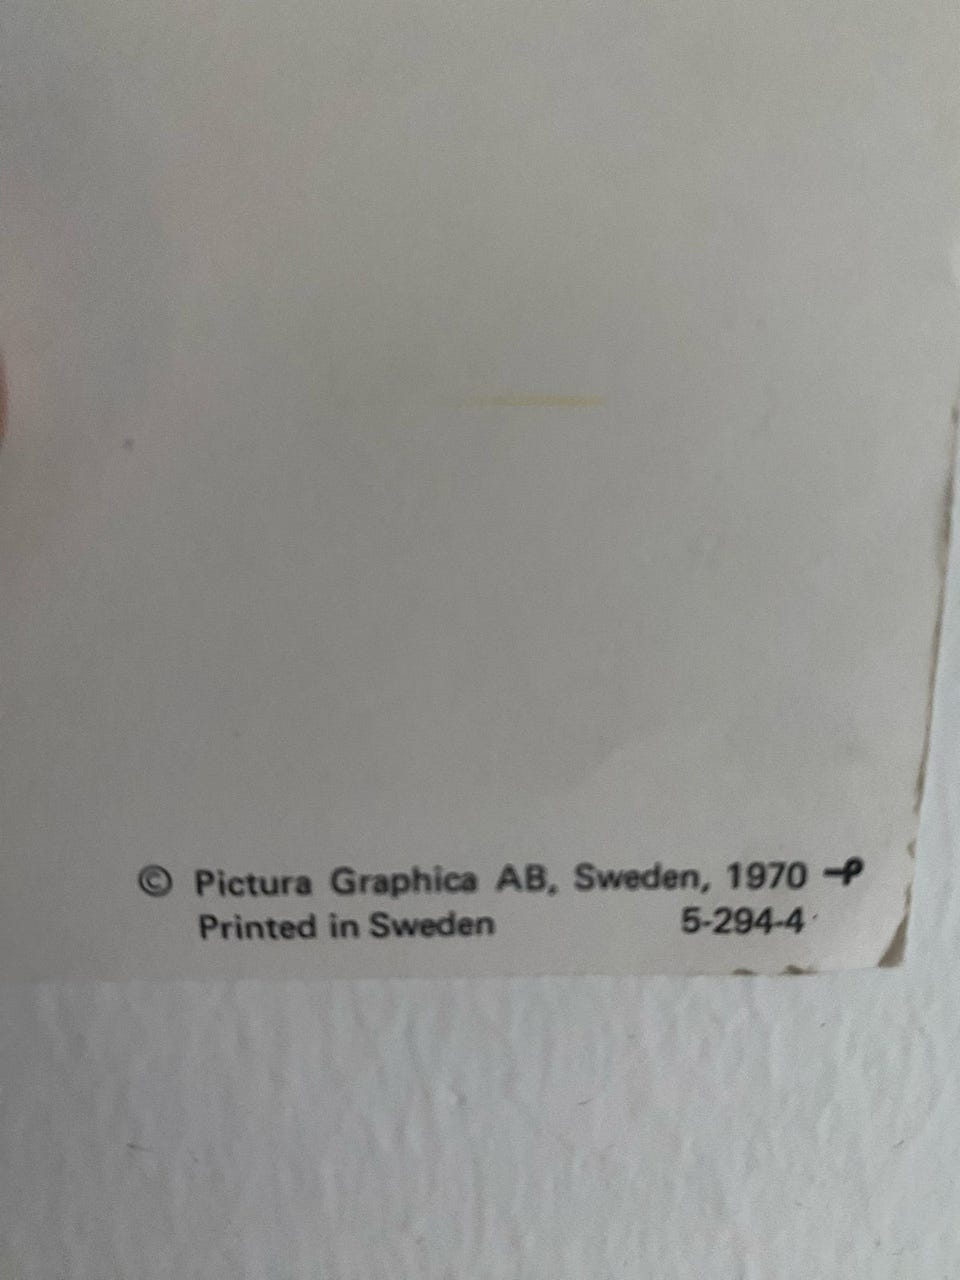 © Pictura Graphica AB, Sweden, 1970
Printed in Sweden 5-294-4